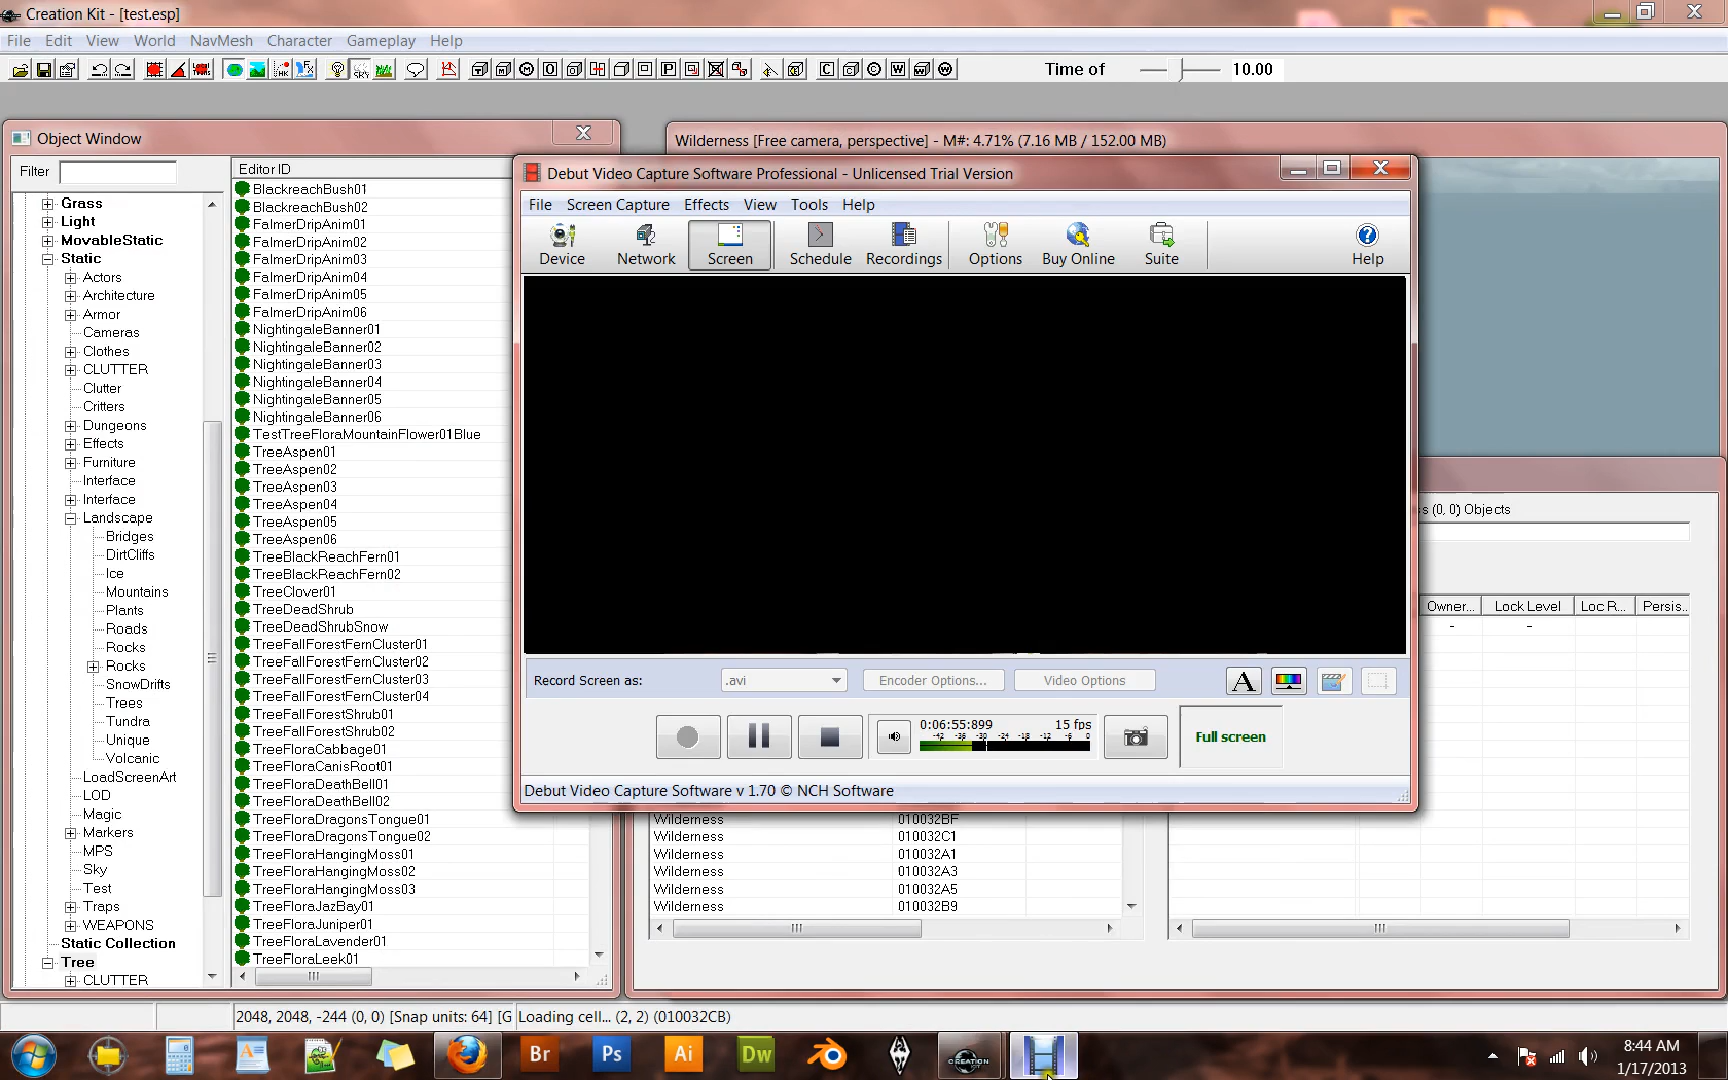 Creation Kit - [test.esp]
File Edit View World NavMesh Character Gameplay Help
Time of 10.00
Object Window
Filter
Editor ID
Grass
Light
MovableStatic
Static
Actors
Architecture
Armor
Cameras
Clothes
CLUTTER
Clutter
Critters
Dungeons
Effects
Furniture
Interface
Interface
Landscape
Bridges
DirtCliffs
Ice
Mountains
Plants
Roads
Rocks
Rocks
SnowDrifts
Trees
Tundra
Unique
Volcanic
LoadScreenArt
LOD
Magic
Markers
MPS
Sky
Test
Traps
WEAPONS
Static Collection
Tree
CLUTTER
BlackreachBush01
BlackreachBush02
FalmerDripAnim01
FalmerDripAnim02
FalmerDripAnim03
FalmerDripAnim04
FalmerDripAnim05
FalmerDripAnim06
NightingaleBanner01
NightingaleBanner02
NightingaleBanner03
NightingaleBanner04
NightingaleBanner05
NightingaleBanner06
TestTreeFloraMountainFlower01Blue
TreeAspen01
TreeAspen02
TreeAspen03
TreeAspen04
TreeAspen05
TreeAspen06
TreeBlackReachFern01
TreeBlackReachFern02
TreeClover01
TreeDeadShrub
TreeDeadShrubSnow
TreeFallForestFernCluster01
TreeFallForestFernCluster02
TreeFallForestFernCluster03
TreeFallForestFernCluster04
TreeFallForestShrub01
TreeFallForestShrub02
TreeFloraCabbage01
TreeFloraCanisRoot01
TreeFloraDeathBell01
TreeFloraDeathBell02
TreeFloraDragonsTongue01
TreeFloraDragonsTongue02
TreeFloraHangingMoss01
TreeFloraHangingMoss02
TreeFloraHangingMoss03
TreeFloraJazBay01
TreeFloraJuniper01
TreeFloraLavender01
TreeFloraLeek01
Wilderness [Free camera, perspective] - M#: 4.71% (7.16 MB / 152.00 MB)
Debut Video Capture Software Professional - Unlicensed Trial Version
File Screen Capture Effects View Tools Help
Device Network Screen Schedule Recordings Options Buy Online Suite Help
Record Screen as: .avi Encoder Options... Video Options
A
0:06:55:899 15 fps
-42 -36 -30 -24 -18 -12 -6 0
Full screen
Debut Video Capture Software v 1.70 © NCH Software
s (0, 0) Objects
Owner... Lock Level Loc R... Persis..
- -
Wilderness 010032BF
Wilderness 010032C1
Wilderness 010032A1
Wilderness 010032A3
Wilderness 010032A5
Wilderness 010032B9
2048, 2048, -244 (0, 0) [Snap units: 64] [G Loading cell... (2, 2) (010032CB)
Br Ps Ai Dw
CREATION
8:44 AM
1/17/2013